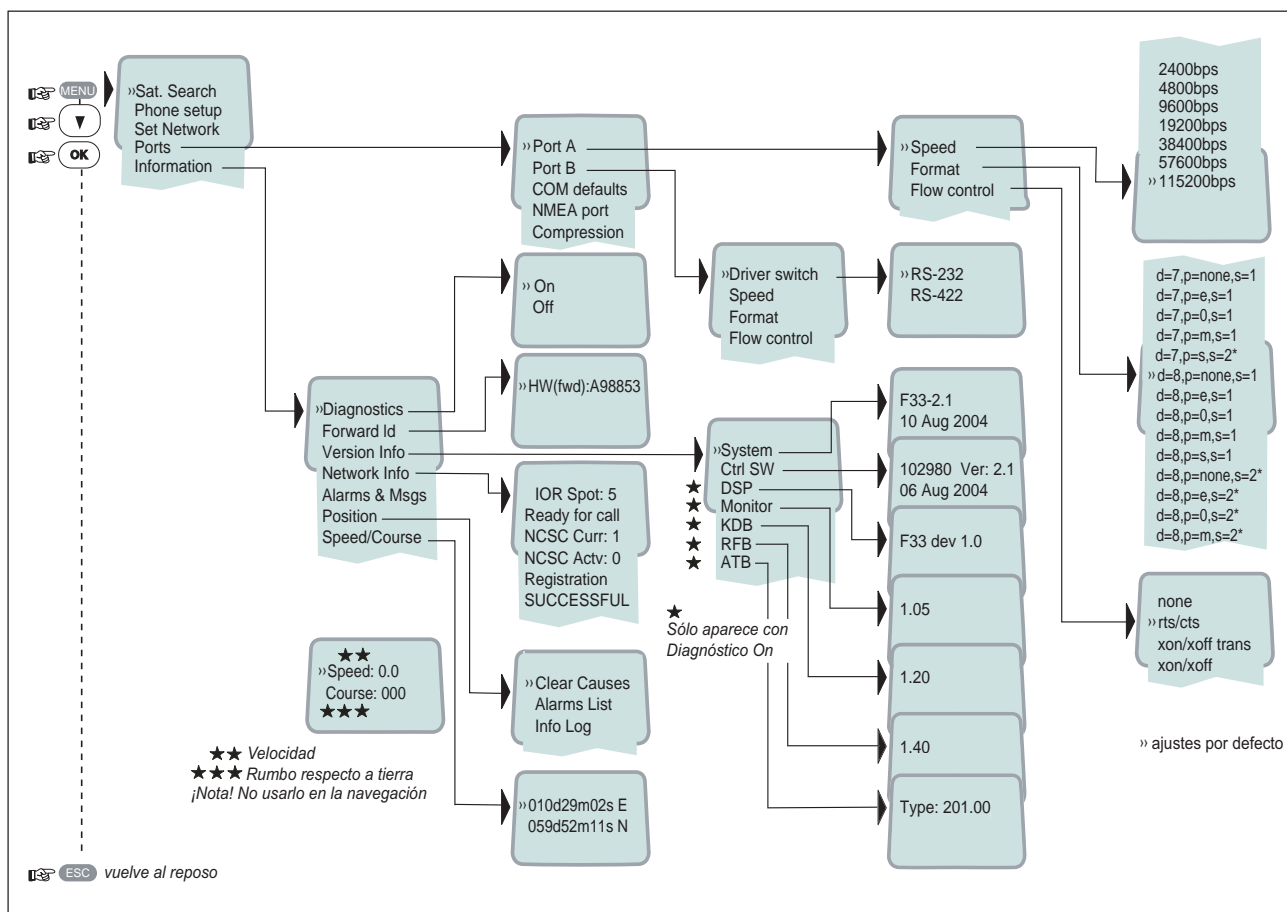 MENU
OK
»Sat. Search
Phone setup
Set Network
Ports
Information
»Port A
Port B
COM defaults
NMEA port
Compression
»Speed
Format
Flow control
2400bps
4800bps
9600bps
19200bps
38400bps
57600bps
»115200bps
»Driver switch
Speed
Format
Flow control
»RS-232
RS-422
d=7,p=none,s=1
d=7,p=e,s=1
d=7,p=0,s=1
d=7,p=m,s=1
d=7,p=s,s=2*
»d=8,p=none,s=1
d=8,p=e,s=1
d=8,p=0,s=1
d=8,p=m,s=1
d=8,p=s,s=1
d=8,p=none,s=2*
d=8,p=e,s=2*
d=8,p=0,s=2*
d=8,p=m,s=2*
none
»rts/cts
xon/xoff trans
xon/xoff
» On
Off
»HW(fwd):A98853
»Diagnostics
Forward Id
Version Info
Network Info
Alarms & Msgs
Position
Speed/Course
IOR Spot: 5
Ready for call
NCSC Curr: 1
NCSC Actv: 0
Registration
SUCCESSFUL
»System
Ctrl SW
★ DSP
★ Monitor
★ KDB
★ RFB
★ ATB
★
Sólo aparece con
Diagnóstico On
F33-2.1
10 Aug 2004
102980 Ver: 2.1
06 Aug 2004
F33 dev 1.0
1.05
1.20
1.40
Type: 201.00
★★
»Speed: 0.0
Course: 000
★★★
★★ Velocidad
★★★ Rumbo respecto a tierra
¡Nota! No usarlo en la navegación
»Clear Causes
Alarms List
Info Log
»010d29m02s E
059d52m11s N
» ajustes por defecto
ESC vuelve al reposo